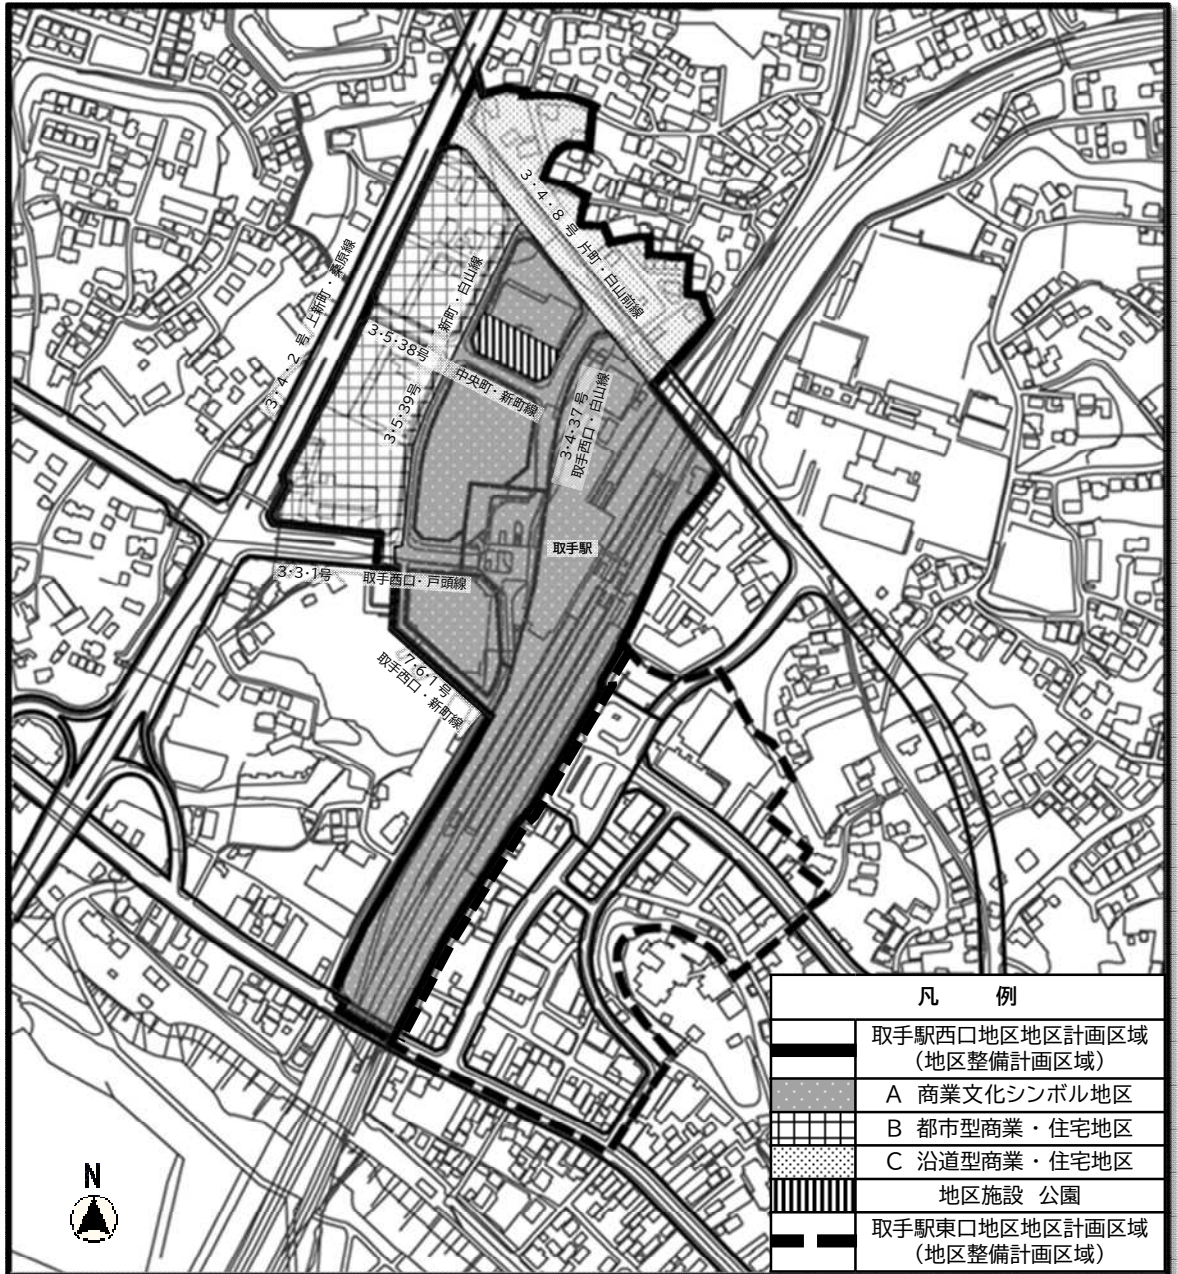 3・4・8 号 片町・白山前線
3・4・2 号 上新町・桑原線
新町・白山線
3・5・39号
3・5・38号
中央町・新町線
3・4・37号
取手西口・白山線
取手駅
3・3・1号 取手西口・戸頭線
7・6・1号
取手西口・新町線
N
凡 例
取手駅西口地区地区計画区域
(地区整備計画区域)
A 商業文化シンボル地区
B 都市型商業・住宅地区
C 沿道型商業・住宅地区
地区施設 公園
取手駅東口地区地区計画区域
(地区整備計画区域)